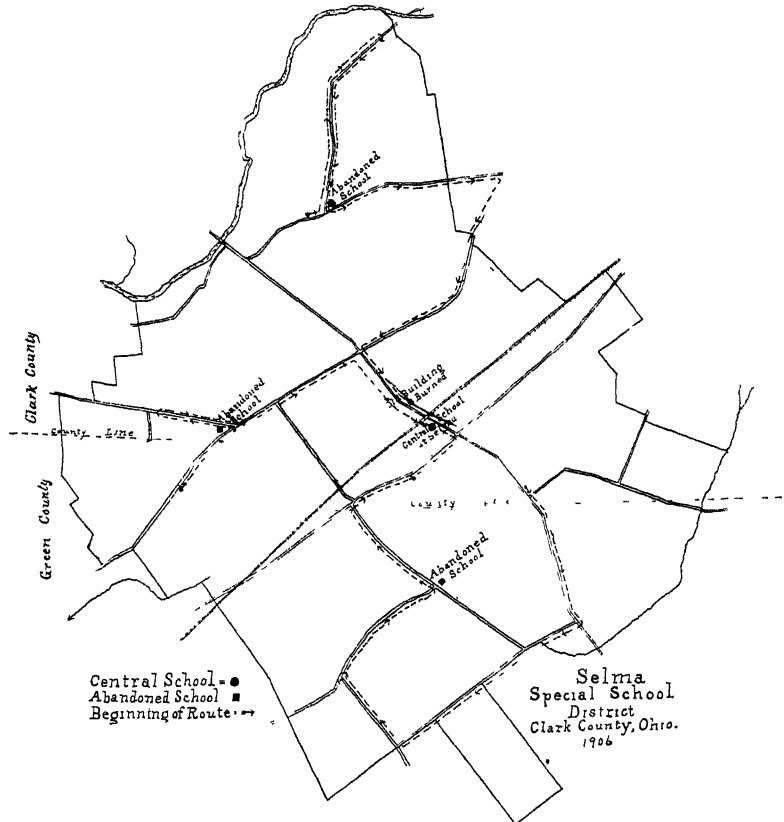 Abandoned
School
Clark County
Building
Burned
Abandoned
School
Central School
County Line
Green County
County
Abandoned
School
Central School = ●
Abandoned School ■
Beginning of Route
Selma
Special School
District
Clark County, Ohio.
1906